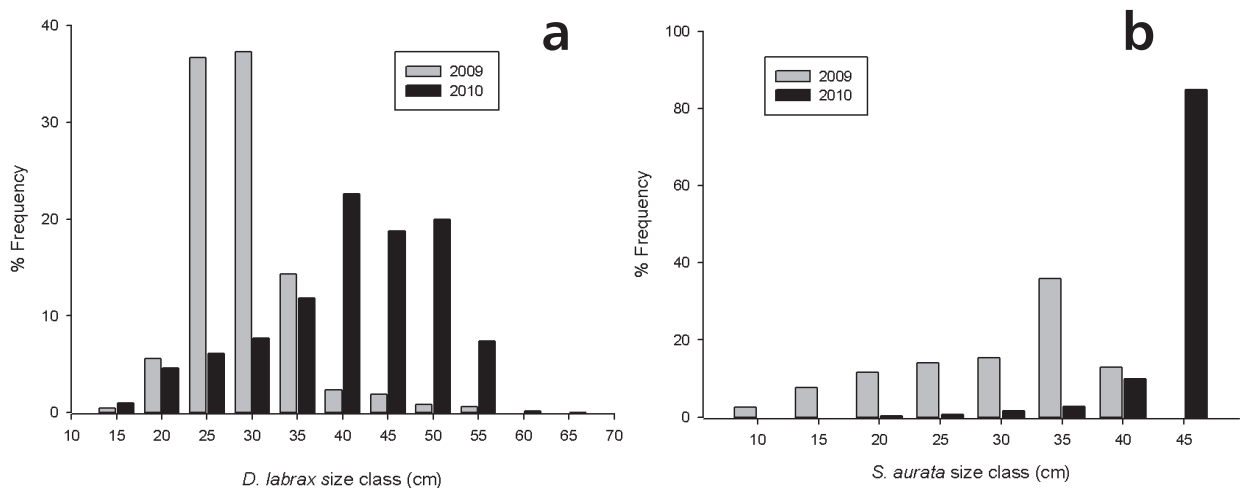 a
40
30
20
10
0
% Frequency
2009
2010
10 15 20 25 30 35 40 45 50 55 60 65 70
D. labrax size class (cm)
b
100
80
60
40
20
0
% Frequency
2009
2010
10 15 20 25 30 35 40 45
S. aurata size class (cm)